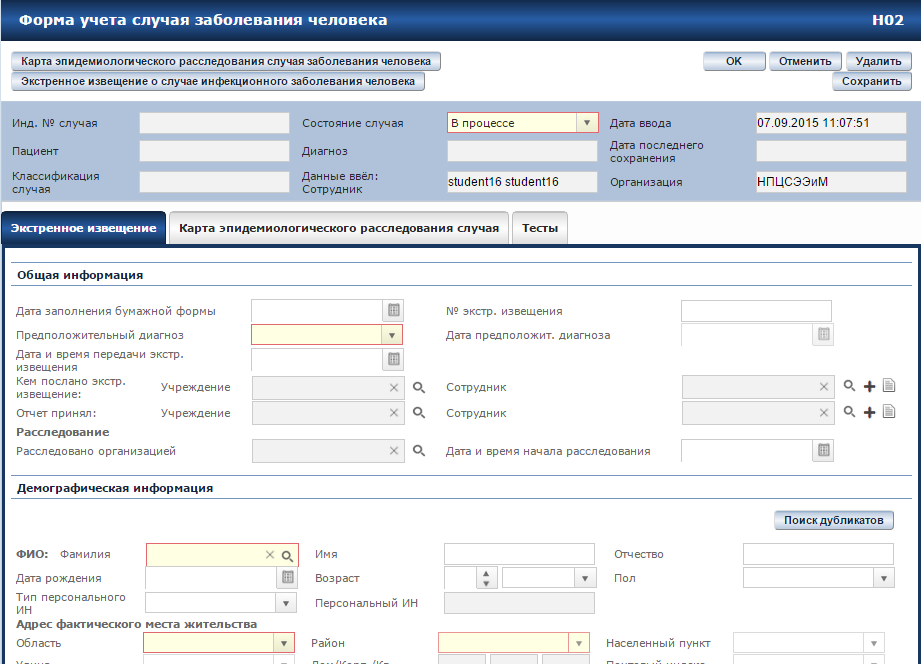 Форма учета случая заболевания человека H02
Карта эпидемиологического расследования случая заболевания человека OK Отменить Удалить
Экстренное извещение о случае инфекционного заболевания человека Сохранить
Инд. № случая Состояние случая В процессе Дата ввода 07.09.2015 11:07:51
Пациент Диагноз Дата последнего сохранения
Классификация случая Данные ввёл: Сотрудник student16 student16 Организация НПЦСЭЭиМ
Экстренное извещение Карта эпидемиологического расследования случая Тесты
Общая информация
Дата заполнения бумажной формы № экстр. извещения
Предположительный диагноз Дата предположит. диагноза
Дата и время передачи экстр. извещения
Кем послано экстр. извещение: Учреждение Сотрудник
Отчет принял: Учреждение Сотрудник
Расследование
Расследовано организацией Дата и время начала расследования
Демографическая информация
Поиск дубликатов
ФИО: Фамилия Имя Отчество
Дата рождения Возраст Пол
Тип персонального ИН Персональный ИН
Адрес фактического места жительства
Область Район Населенный пункт